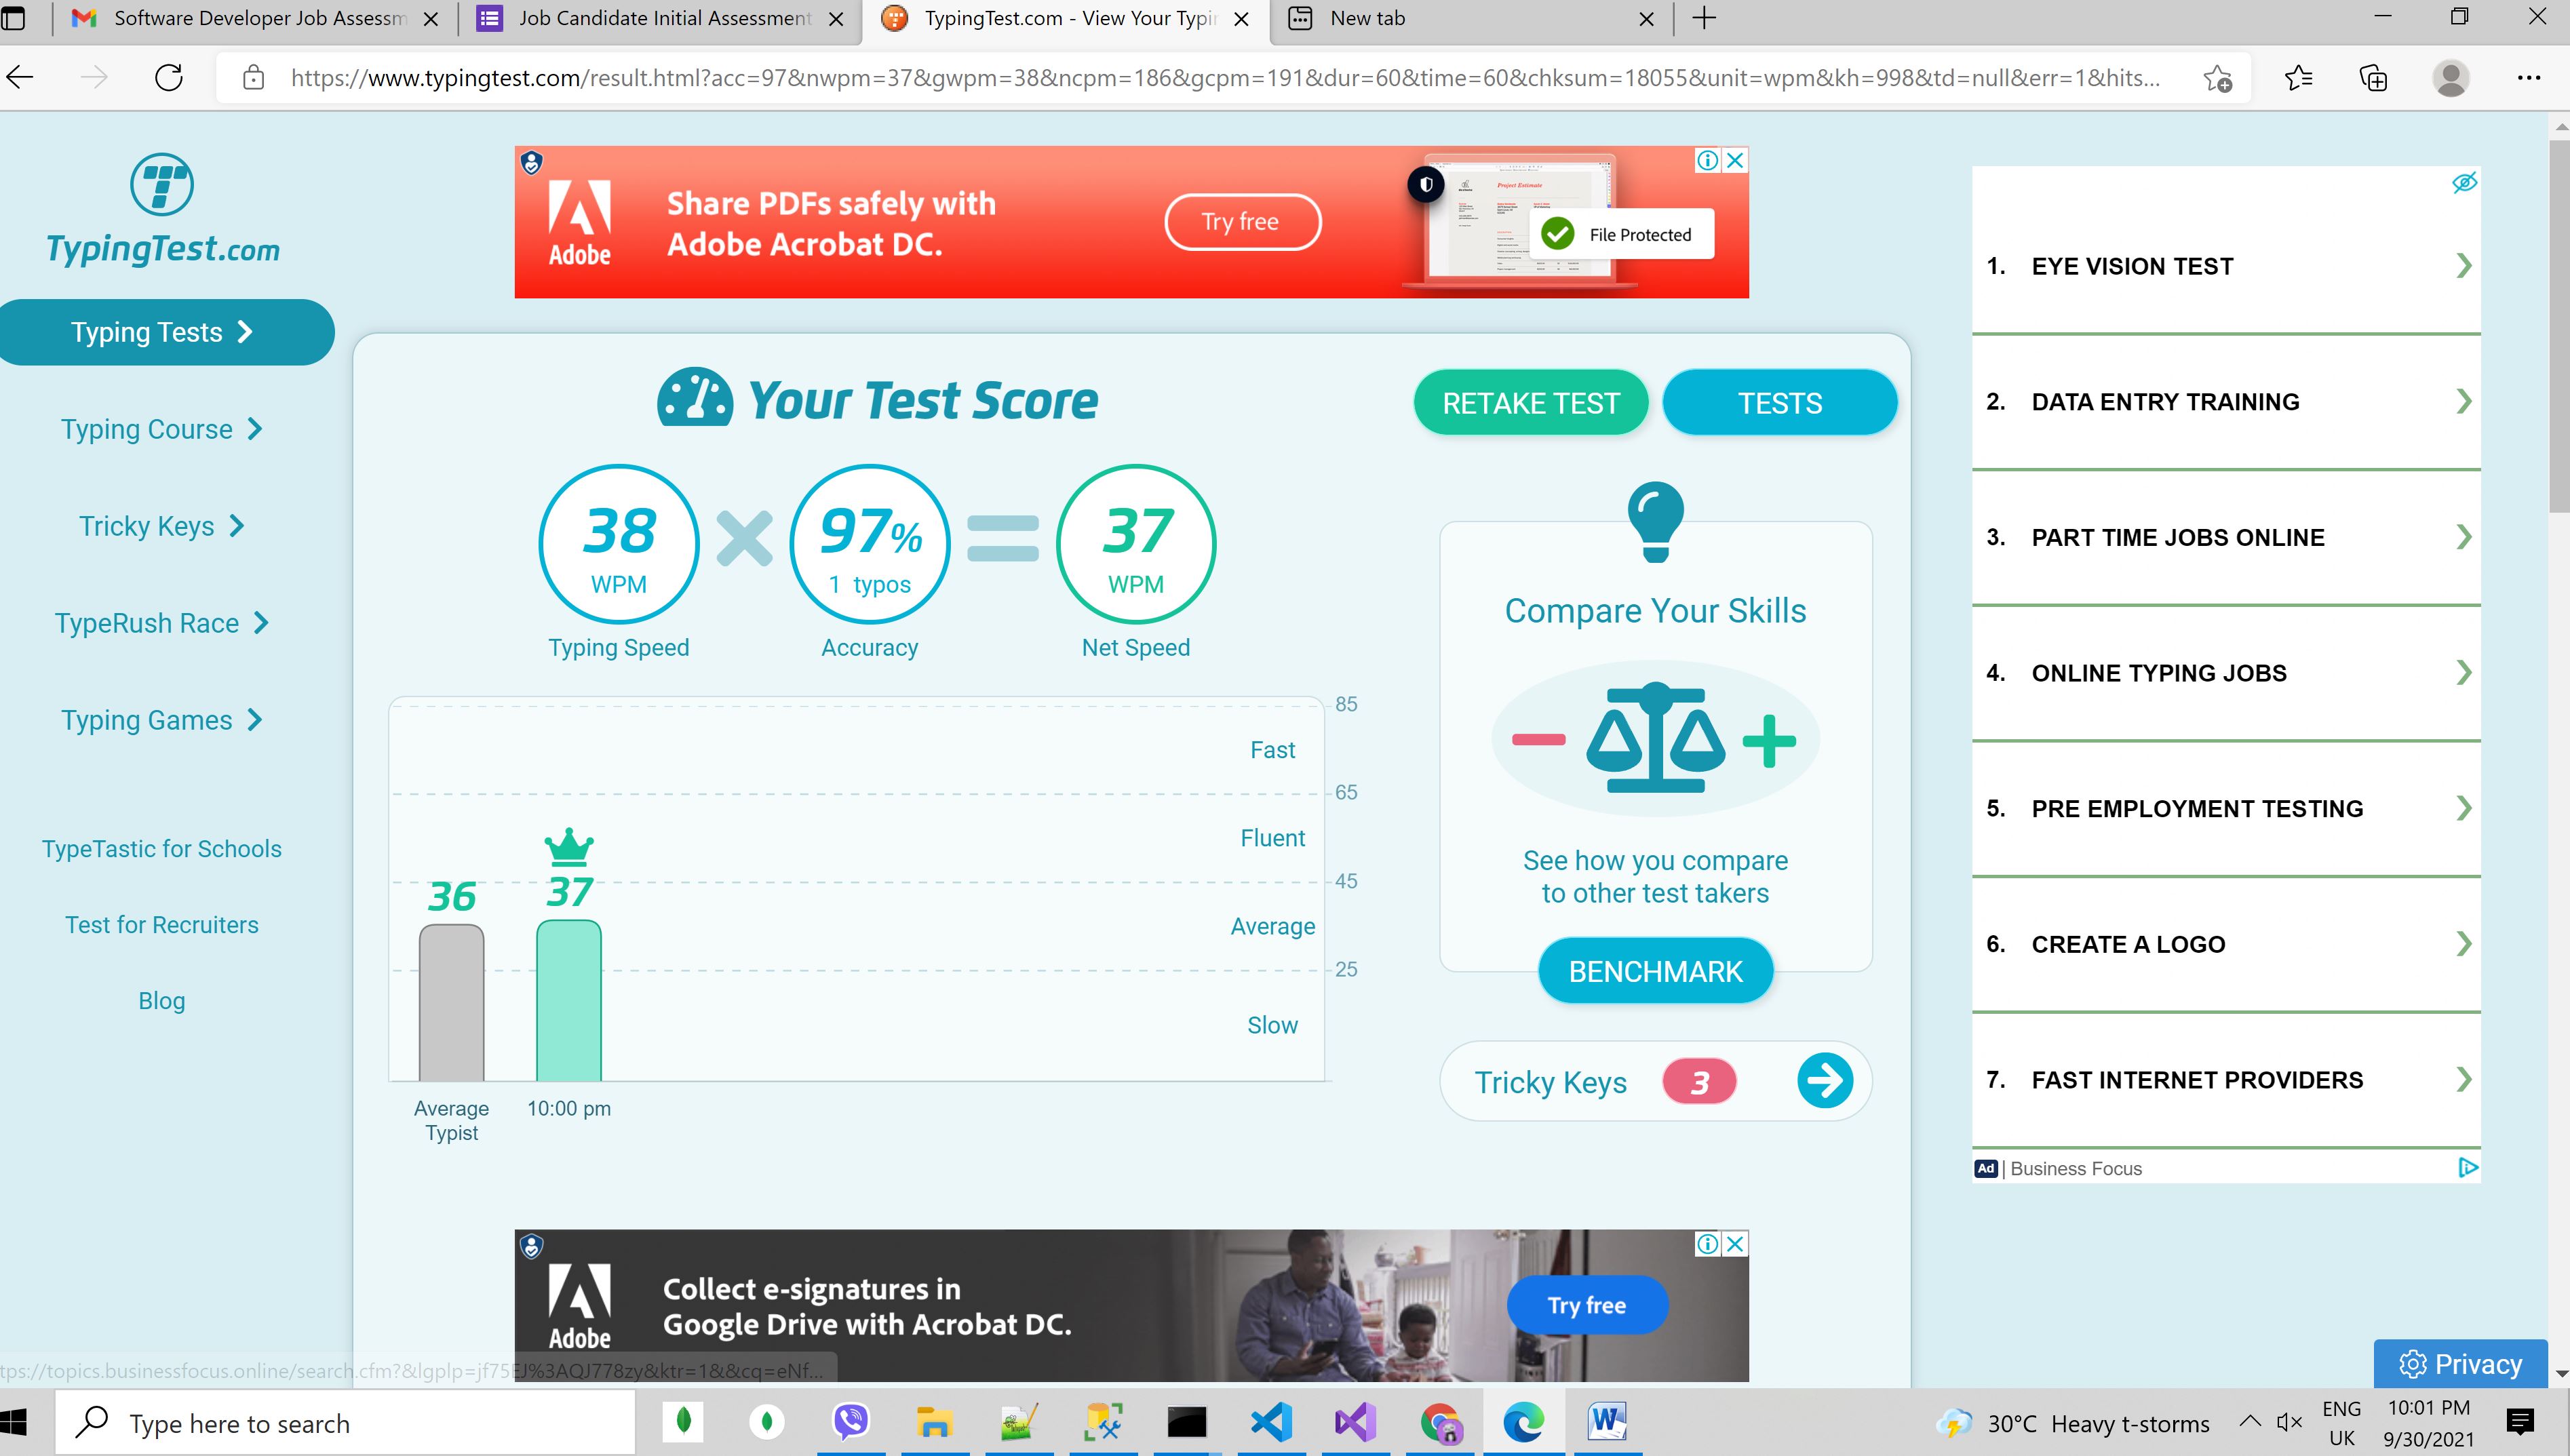 Software Developer Job Assessm
Job Candidate Initial Assessment
TypingTest.com - View Your Typin
New tab
https://www.typingtest.com/result.html?acc=97&nwpm=37&gwpm=38&ncpm=186&gcpm=191&dur=60&time=60&chksum=18055&unit=wpm&kh=998&td=null&err=1&hits...
TypingTest.com
Typing Tests
Typing Course
Tricky Keys
TypeRush Race
Typing Games
TypeTastic for Schools
Test for Recruiters
Blog
Adobe
Share PDFs safely with
Adobe Acrobat DC.
Try free
Project Estimate
File Protected
Your Test Score
RETAKE TEST
TESTS
38
WPM
Typing Speed
97%
1 typos
Accuracy
37
WPM
Net Speed
85
Fast
65
Fluent
45
Average
25
Slow
36
37
Average
Typist
10:00 pm
Compare Your Skills
See how you compare
to other test takers
BENCHMARK
Tricky Keys 3
1. EYE VISION TEST
2. DATA ENTRY TRAINING
3. PART TIME JOBS ONLINE
4. ONLINE TYPING JOBS
5. PRE EMPLOYMENT TESTING
6. CREATE A LOGO
7. FAST INTERNET PROVIDERS
Ad | Business Focus
Adobe
Collect e-signatures in
Google Drive with Acrobat DC.
Try free
tps://topics.businessfocus.online/search.cfm?&lgplp=jf75EJ%3AQJ778zy&ktr=1&&cq=eNf...
Privacy
Type here to search
30°C Heavy t-storms
ENG
UK
10:01 PM
9/30/2021